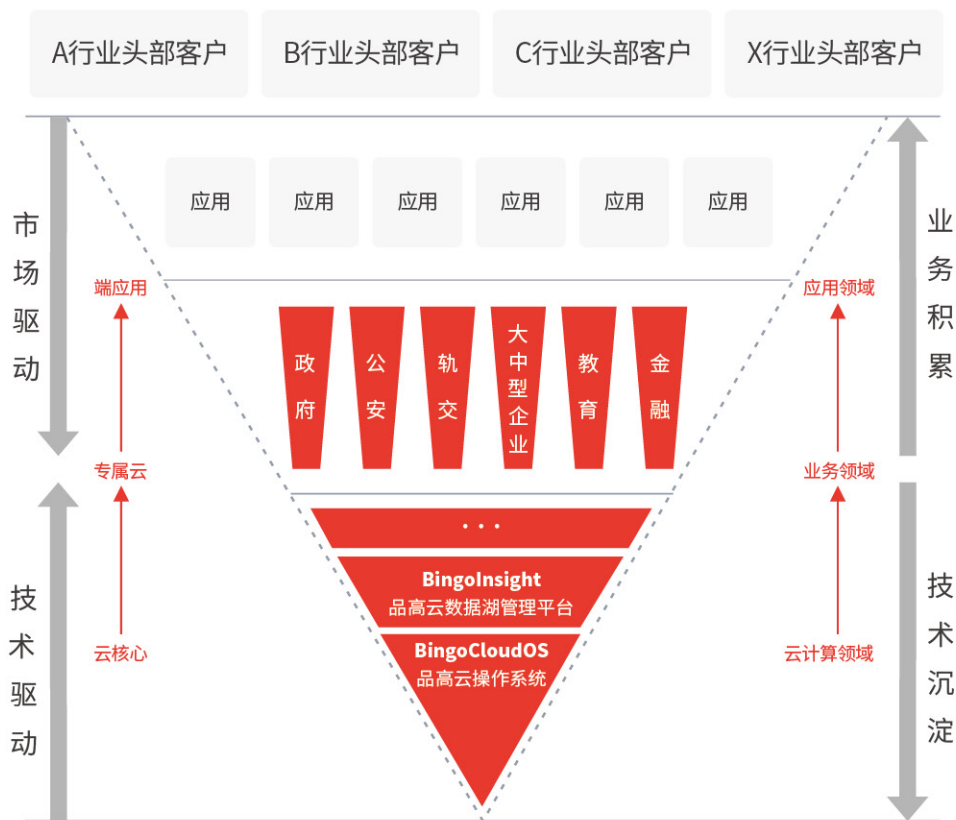 A行业头部客户
B行业头部客户
C行业头部客户
X行业头部客户
应用
应用
应用
应用
应用
应用
市场驱动
业务积累
端应用
应用领域
政府
公安
轨交
大中型企业
教育
金融
专属云
业务领域
···
BingoInsight
品高云数据湖管理平台
BingoCloudOS
品高云操作系统
云核心
云计算领域
技术驱动
技术沉淀